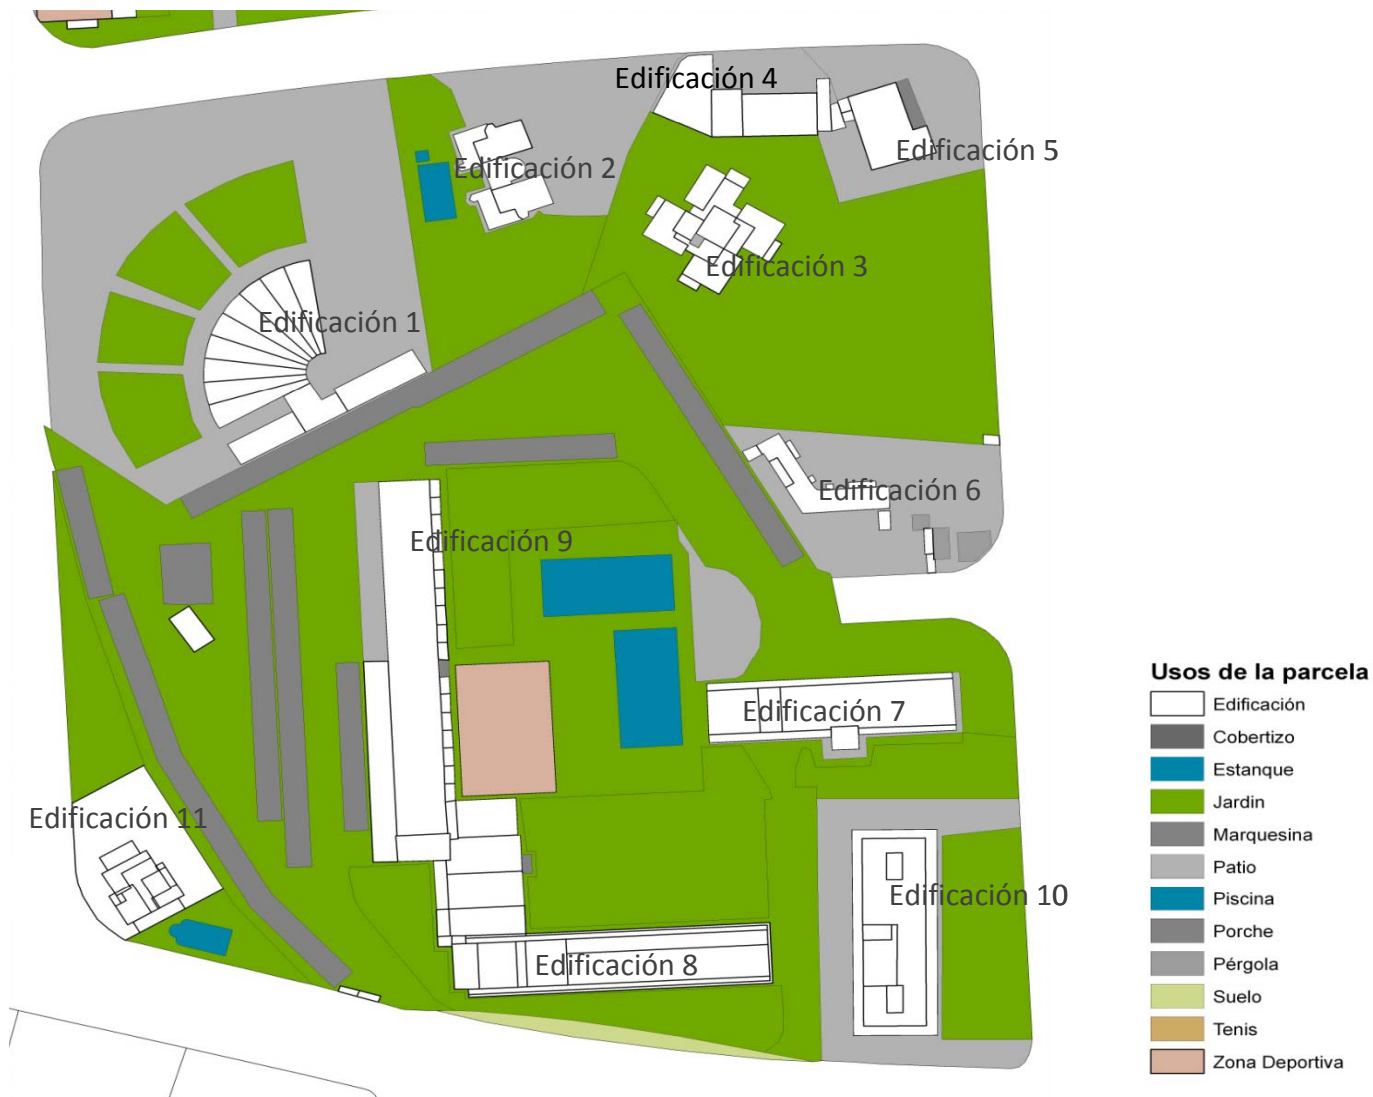 Edificación 4
Edificación 5
Edificación 2
Edificación 3
Edificación 1
Edificación 6
Edificación 9
Edificación 7
Edificación 11
Edificación 10
Edificación 8
Usos de la parcela
Edificación
Cobertizo
Estanque
Jardin
Marquesina
Patio
Piscina
Porche
Pérgola
Suelo
Tenis
Zona Deportiva